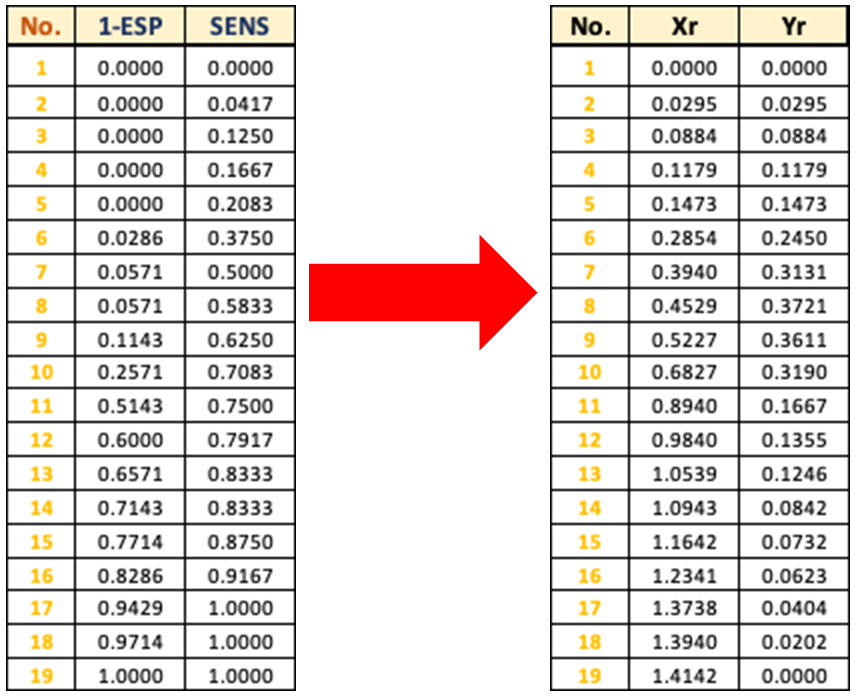 No. 1-ESP SENS No. Xr Yr
1 0.0000 0.0000 1 0.0000 0.0000
2 0.0000 0.0417 2 0.0295 0.0295
3 0.0000 0.1250 3 0.0884 0.0884
4 0.0000 0.1667 4 0.1179 0.1179
5 0.0000 0.2083 5 0.1473 0.1473
6 0.0286 0.3750 6 0.2854 0.2450
7 0.0571 0.5000 7 0.3940 0.3131
8 0.0571 0.5833 8 0.4529 0.3721
9 0.1143 0.6250 9 0.5227 0.3611
10 0.2571 0.7083 10 0.6827 0.3190
11 0.5143 0.7500 11 0.8940 0.1667
12 0.6000 0.7917 12 0.9840 0.1355
13 0.6571 0.8333 13 1.0539 0.1246
14 0.7143 0.8333 14 1.0943 0.0842
15 0.7714 0.8750 15 1.1642 0.0732
16 0.8286 0.9167 16 1.2341 0.0623
17 0.9429 1.0000 17 1.3738 0.0404
18 0.9714 1.0000 18 1.3940 0.0202
19 1.0000 1.0000 19 1.4142 0.0000